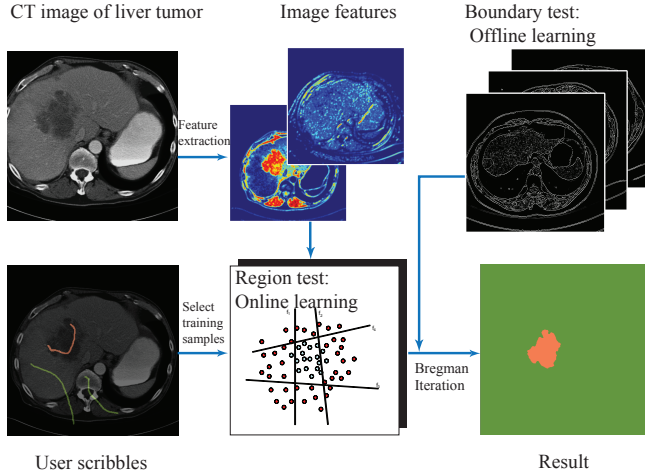 CT image of liver tumor
Image features
Boundary test:
Offline learning
Feature
extraction
Region test:
Online learning
Select
training
samples
Bregman
Iteration
User scribbles
Result